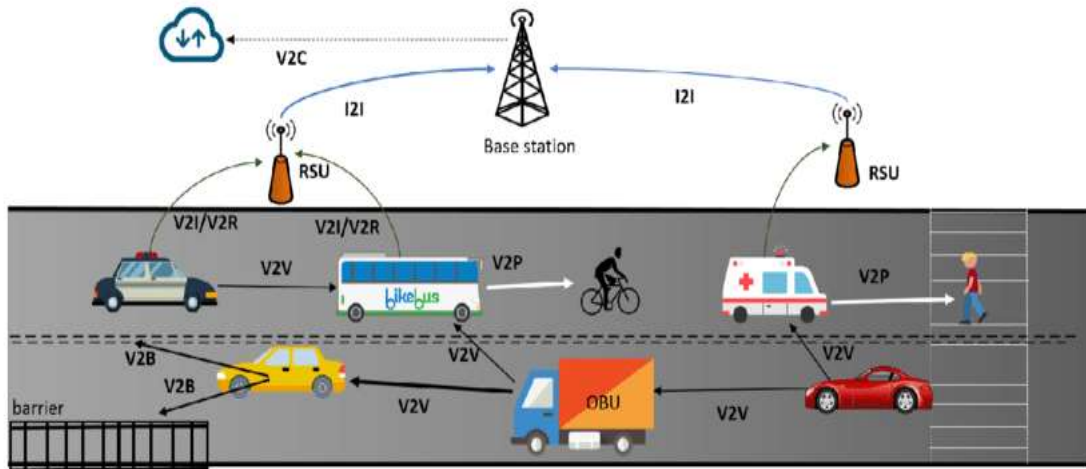 V2C
I2I
I2I
Base station
RSU
RSU
V2I/V2R
V2I/V2R
V2V
V2P
V2P
bikebus
V2B
V2V
V2V
V2B
barrier
V2V
OBU
V2V